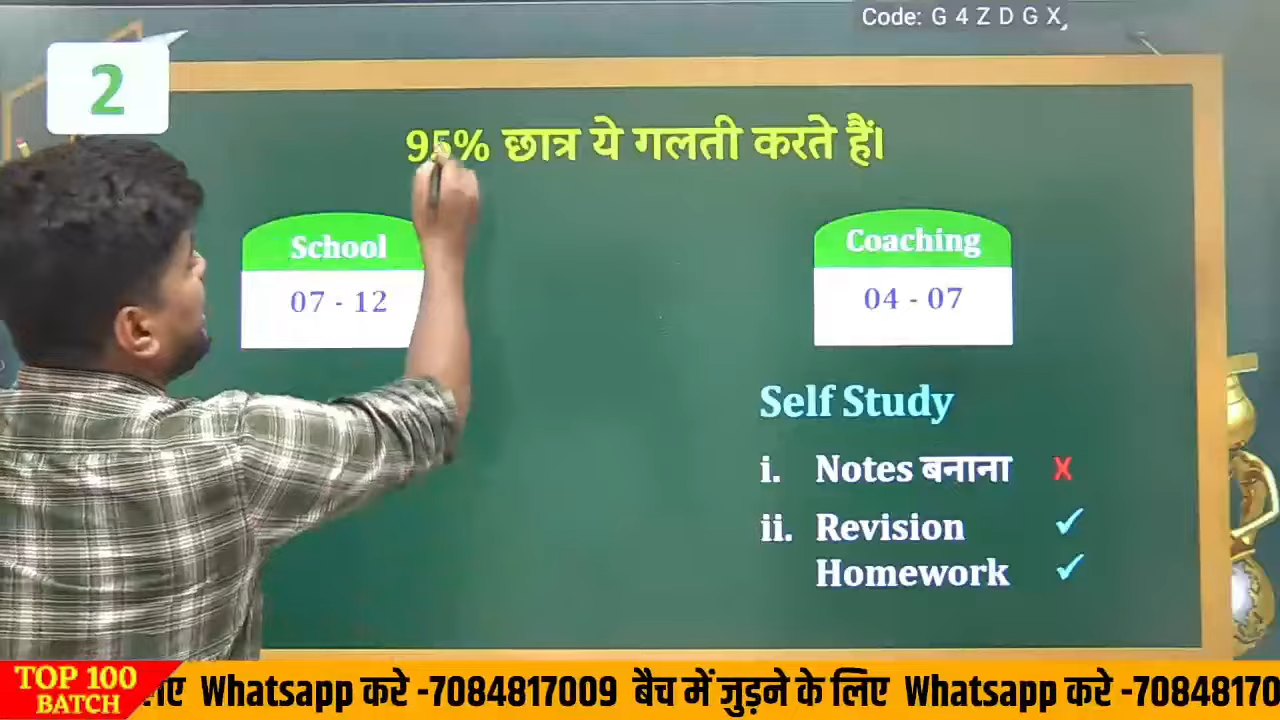 Code: G 4 Z D G X
2
95% छात्र ये गलती करते हैं।
School
07 - 12
Coaching
04 - 07
Self Study
i. Notes बनाना X
ii. Revision ✓
Homework ✓
TOP 100
BATCH
लिए Whatsapp करे -7084817009 बैच में जुड़ने के लिए Whatsapp करे -70848170